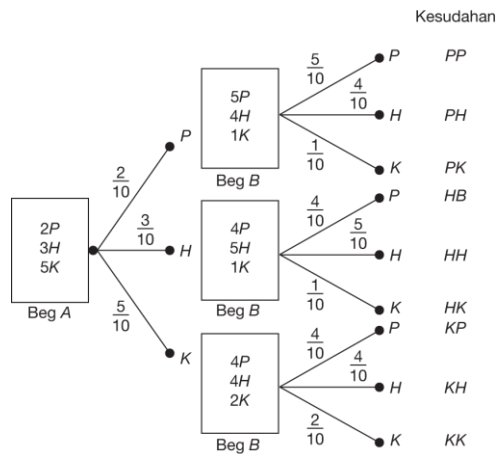 Kesudahan
5/10 P PP
5P
4H
1K
4/10 H PH
P
1/10 K PK
Beg B
2/10
4/10 P HB
2P
3H
5K
3/10 H
4P
5H
1K
5/10 H HH
Beg A
5/10
1/10 K HK
Beg B
4/10 P KP
K
4P
4H
2K
4/10 H KH
2/10 K KK
Beg B